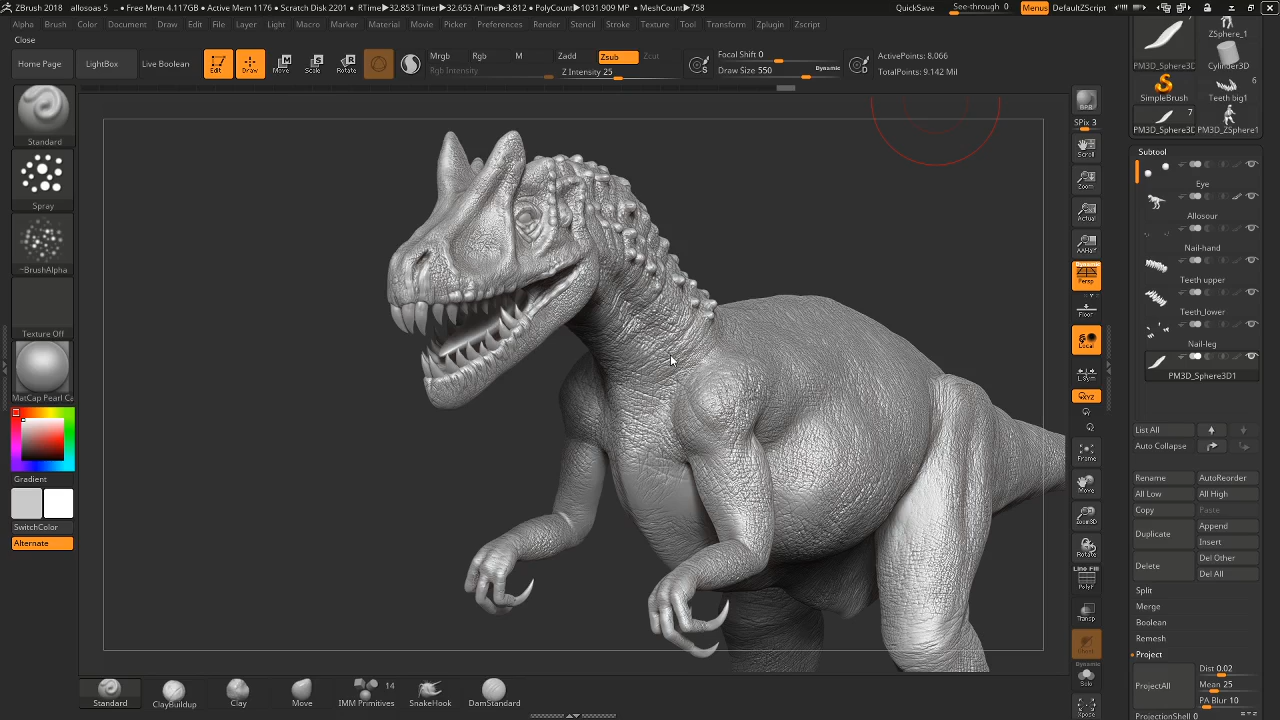 ZBrush 2018 allosoas 5 • Free Mem 4.117GB • Active Mem 1176 • Scratch Disk 2201 • RTime▶32.853 Timer▶32.653 ATime▶3.812 • PolyCount▶1031.909 MP • MeshCount▶758 QuickSave See-through 0 Menus DefaultZScript
Alpha Brush Color Document Draw Edit File Layer Light Macro Marker Material Movie Picker Preferences Render Stencil Stroke Texture Tool Transform Zplugin Zscript
Close
Home Page LightBox Live Boolean Edit Draw Move Scale Rotate
Mrgb Rgb M Zadd Zsub Zcut
Rgb Intensity Z Intensity 25
Focal Shift 0
Draw Size 550 Dynamic
ActivePoints: 8.066
TotalPoints: 9.142 Mil
Standard
Spray
~BrushAlpha
Texture Off
MatCap Pearl Ca
Gradient
SwitchColor
Alternate
BPR
SPix 3
Scroll
Zoom
Actual
AAHalf
Dynamic
Persp
Floor
Local
L.Sym
XYZ
Frame
Move
Zoom3D
Rotate
Line Fill
PolyF
Transp
Dynamic
Solo
Xpose
ZSphere_1
PM3D_Sphere3D
Cylinder3D
6
SimpleBrush
Teeth big1
7
PM3D_Sphere3D
PM3D_ZSphere1
Subtool
Eye
Allosour
Nail-hand
Teeth upper
Teeth_lower
Nail-leg
PM3D_Sphere3D1
List All
Auto Collapse
Rename AutoReorder
All Low All High
Copy Paste
Duplicate Append
Insert
Delete Del Other
Del All
Split
Merge
Boolean
Remesh
Project
ProjectAll Dist 0.02
Mean 25
PA Blur 10
ProjectionShell 0
Standard ClayBuildup Clay Move IMM Primitives 14 SnakeHook DamStandard